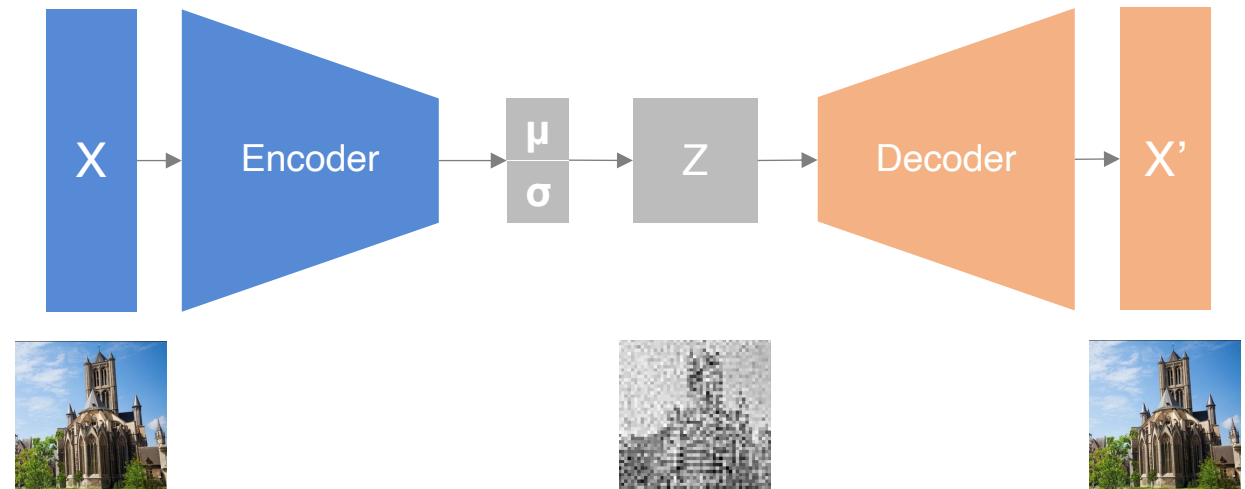 X
Encoder
μ
σ
Z
Decoder
X’